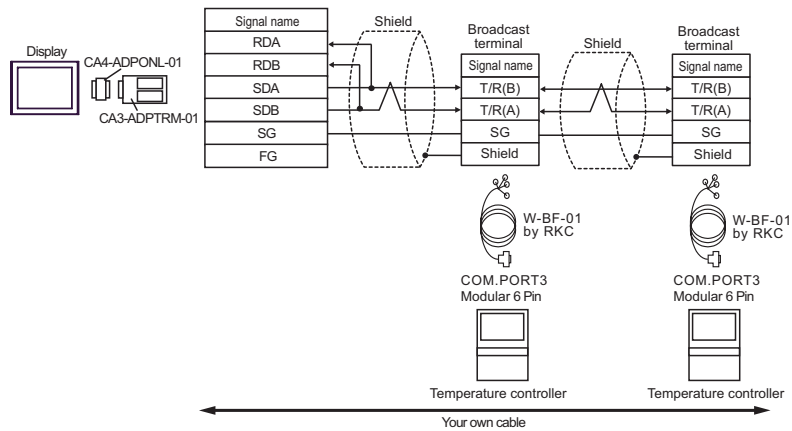 Display
CA4-ADPONL-01
CA3-ADPTRM-01
Signal name
RDA
RDB
SDA
SDB
SG
FG
Shield
Broadcast
terminal
Signal name
T/R(B)
T/R(A)
SG
Shield
Shield
Broadcast
terminal
Signal name
T/R(B)
T/R(A)
SG
Shield
W-BF-01
by RKC
COM.PORT3
Modular 6 Pin
Temperature controller
W-BF-01
by RKC
COM.PORT3
Modular 6 Pin
Temperature controller
Your own cable